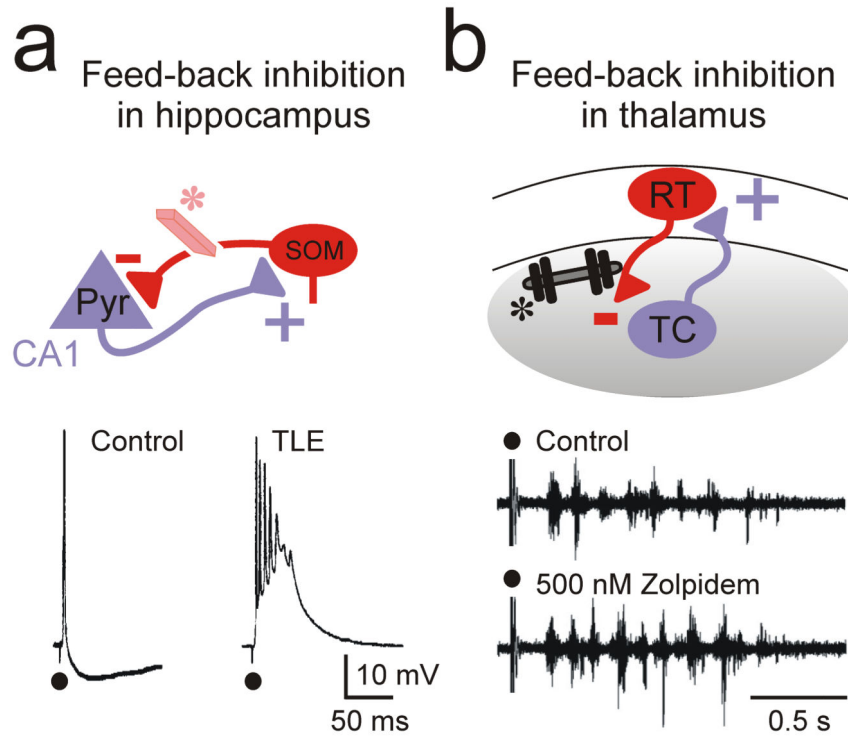 a
Feed-back inhibition
in hippocampus
*
-
SOM
Pyr
+
CA1
Control
TLE
10 mV
50 ms
b
Feed-back inhibition
in thalamus
RT
+
*
-
TC
Control
500 nM Zolpidem
0.5 s